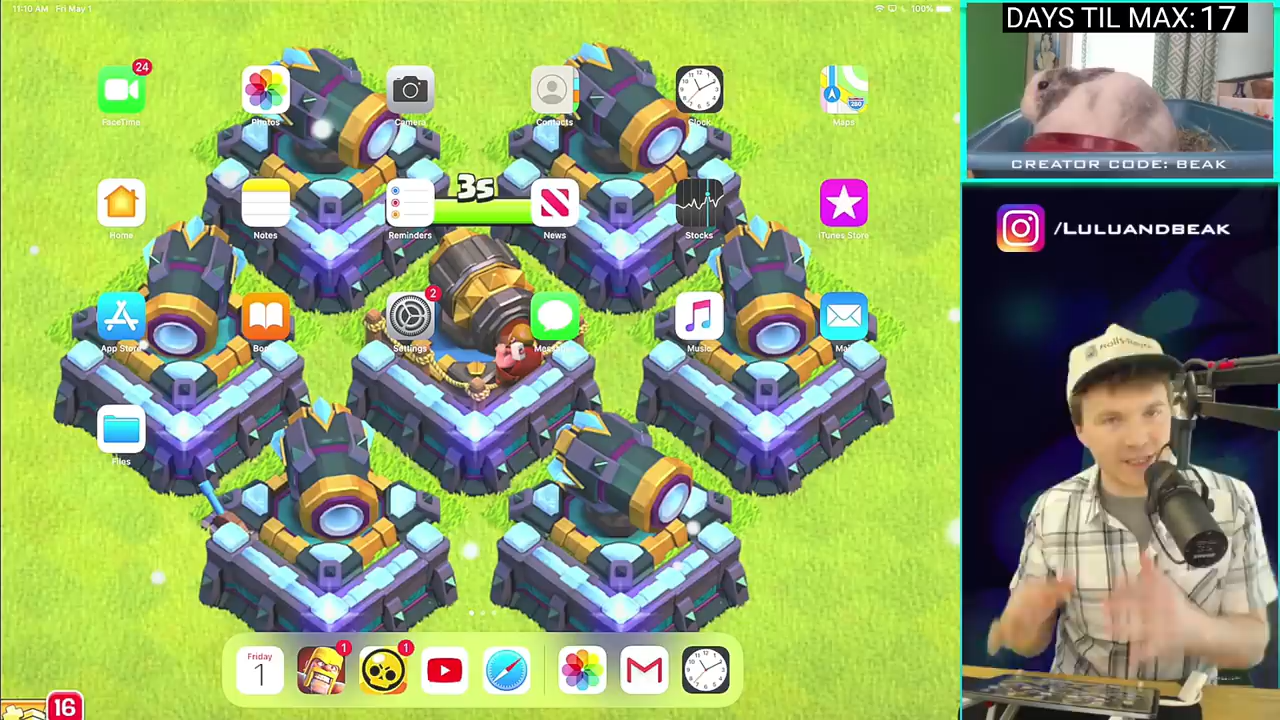 11:10 AM Fri May 1
100%
DAYS TIL MAX: 17
CREATOR CODE: BEAK
/LULUANDBEAK
24
FaceTime
Photos
Camera
Contacts
Clock
280
Maps
3s
Home
Notes
Reminders
News
Stocks
iTunes Store
2
App Store
Settings
Music
Mail
Files
Friday
1
1
1
16